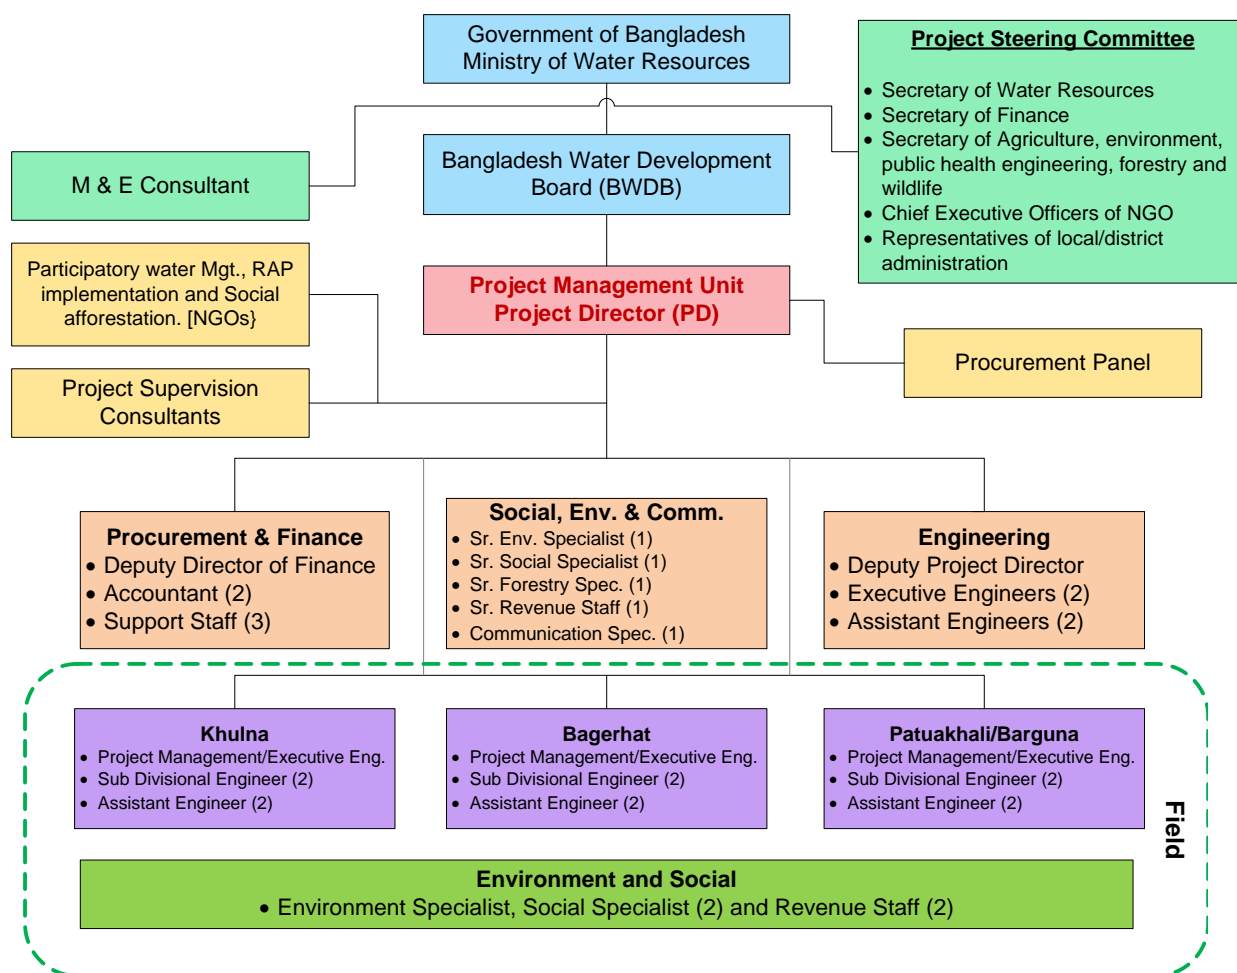 Government of Bangladesh
Ministry of Water Resources
Project Steering Committee
• Secretary of Water Resources
• Secretary of Finance
• Secretary of Agriculture, environment,
public health engineering, forestry and
wildlife
• Chief Executive Officers of NGO
• Representatives of local/district
administration
Bangladesh Water Development
Board (BWDB)
M & E Consultant
Participatory water Mgt., RAP
implementation and Social
afforestation. [NGOs}
Project Management Unit
Project Director (PD)
Procurement Panel
Project Supervision
Consultants
Procurement & Finance
• Deputy Director of Finance
• Accountant (2)
• Support Staff (3)
Social, Env. & Comm.
• Sr. Env. Specialist (1)
• Sr. Social Specialist (1)
• Sr. Forestry Spec. (1)
• Sr. Revenue Staff (1)
• Communication Spec. (1)
Engineering
• Deputy Project Director
• Executive Engineers (2)
• Assistant Engineers (2)
Khulna
• Project Management/Executive Eng.
• Sub Divisional Engineer (2)
• Assistant Engineer (2)
Bagerhat
• Project Management/Executive Eng.
• Sub Divisional Engineer (2)
• Assistant Engineer (2)
Patuakhali/Barguna
• Project Management/Executive Eng.
• Sub Divisional Engineer (2)
• Assistant Engineer (2)
Field
Environment and Social
• Environment Specialist, Social Specialist (2) and Revenue Staff (2)